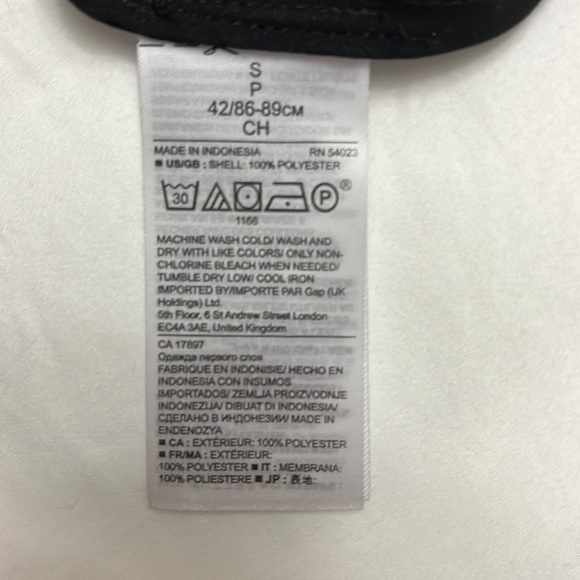 S
P
42/86-89CM
CH
MADE IN INDONESIA RN 54023
■ US/GB : SHELL: 100% POLYESTER
30 P ®
1166
MACHINE WASH COLD/ WASH AND
DRY WITH LIKE COLORS/ ONLY NON-
CHLORINE BLEACH WHEN NEEDED/
TUMBLE DRY LOW/ COOL IRON
IMPORTED BY/IMPORTE PAR Gap (UK
Holdings) Ltd.
5th Floor, 6 St Andrew Street London
EC4A 3AE, United Kingdom
CA 17897
Одежда первого слоя
FABRIQUE EN INDONISIE/ HECHO EN
INDONESIA CON INSUMOS
IMPORTADOS/ ZEMLJA PROIZVODNJE
INDONEZIJA/ DIBUAT DI INDONESIA/
СДЕЛАНО В ИНДОНЕЗИИ/ MADE IN
ENDENOZYA
■ CA : EXTÉRIEUR: 100% POLYESTER
■ FR/MA : EXTÉRIEUR:
100% POLYESTER ■ IT : MEMBRANA:
100% POLIESTERE ■ JP : 表地: